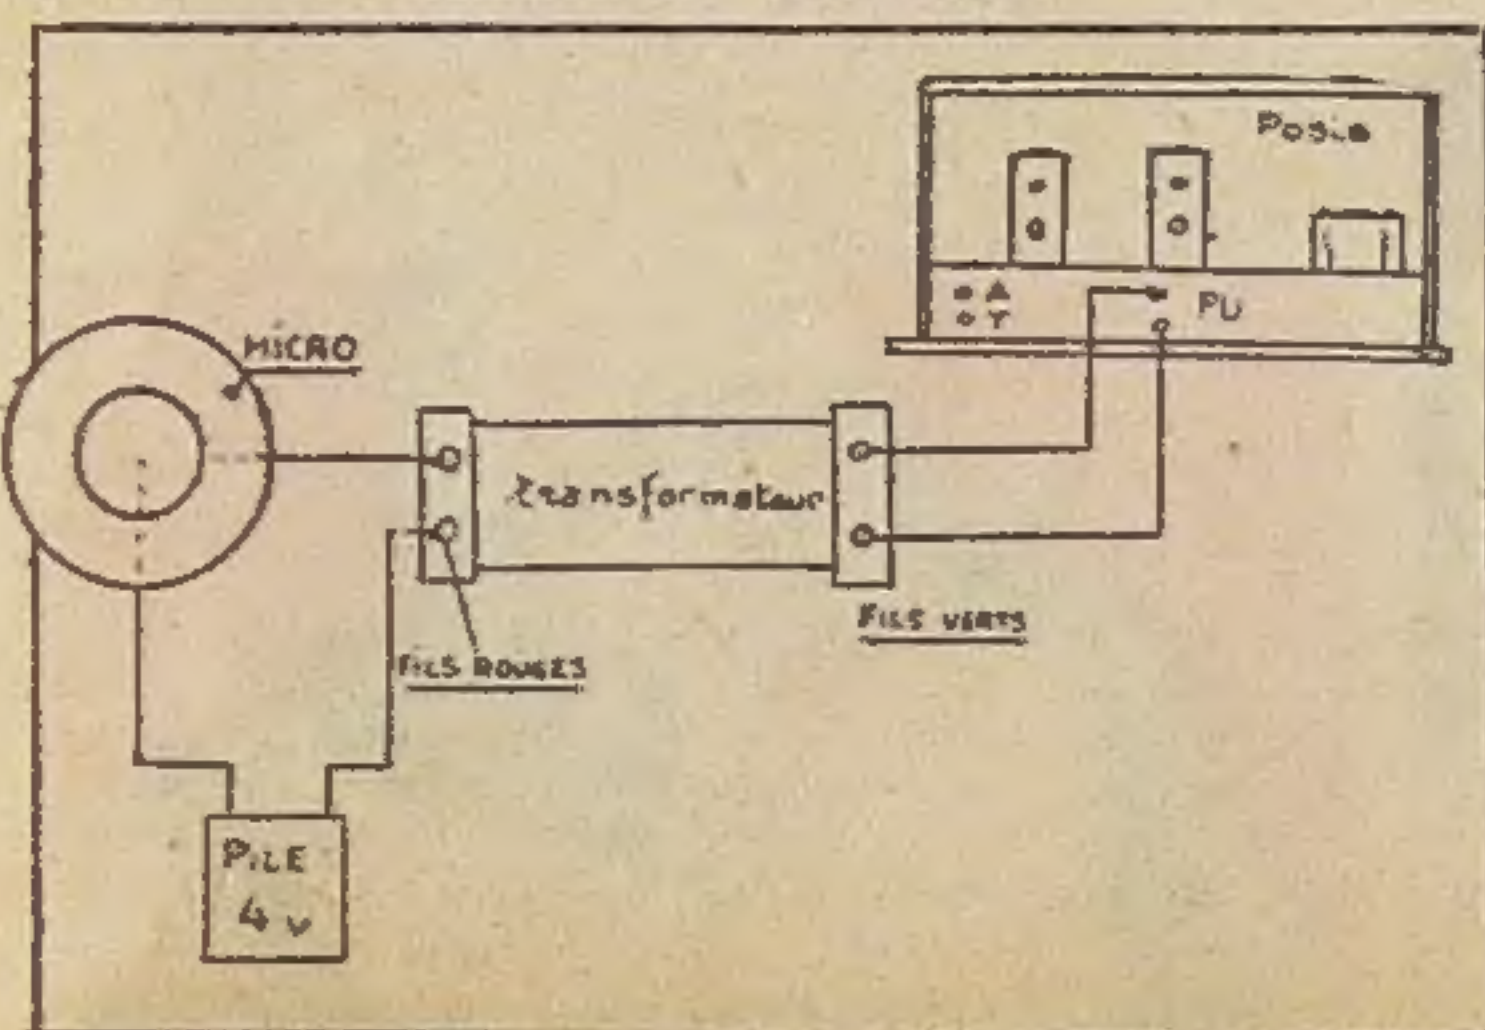 Poste
A
T
PU
MICRO
transformateur
FILS VERTS
FILS ROUGES
PILE
4 v